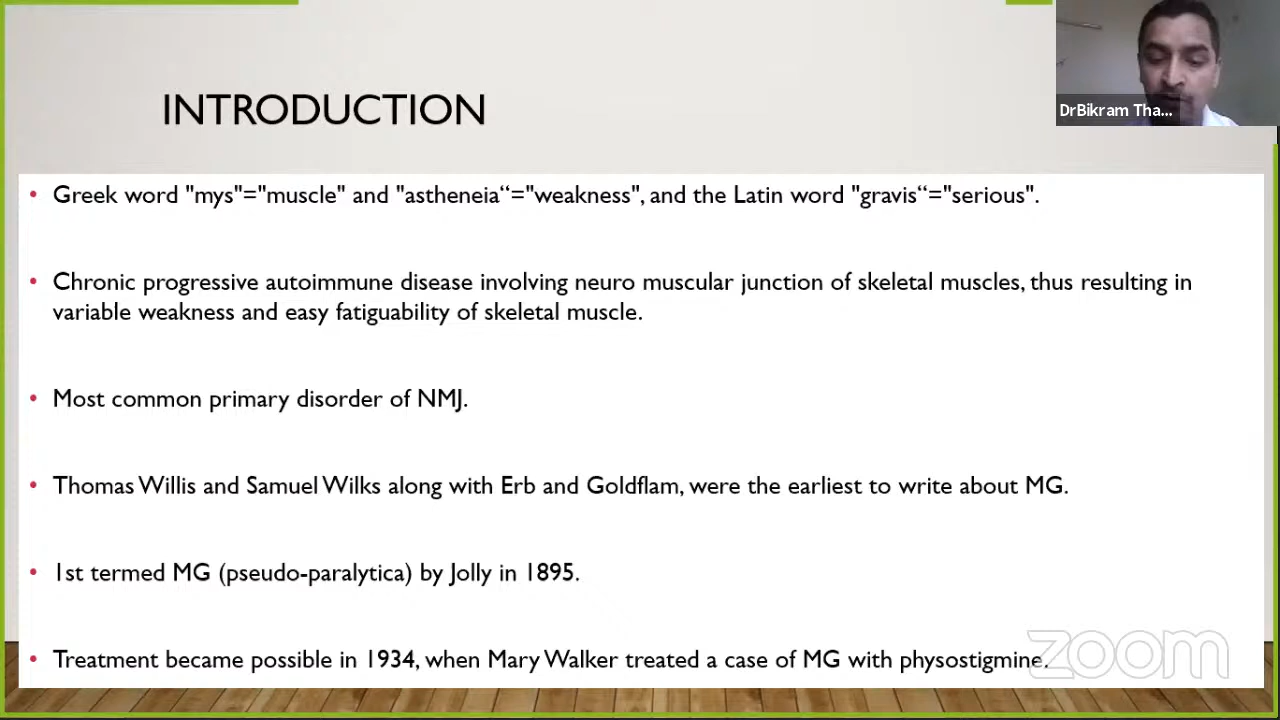 INTRODUCTION
DrBikram Tha...
• Greek word "mys"="muscle" and "astheneia“="weakness", and the Latin word "gravis“="serious".
• Chronic progressive autoimmune disease involving neuro muscular junction of skeletal muscles, thus resulting in
variable weakness and easy fatiguability of skeletal muscle.
• Most common primary disorder of NMJ.
• Thomas Willis and Samuel Wilks along with Erb and Goldflam, were the earliest to write about MG.
• 1st termed MG (pseudo-paralytica) by Jolly in 1895.
• Treatment became possible in 1934, when Mary Walker treated a case of MG with physostigmine.
zoom